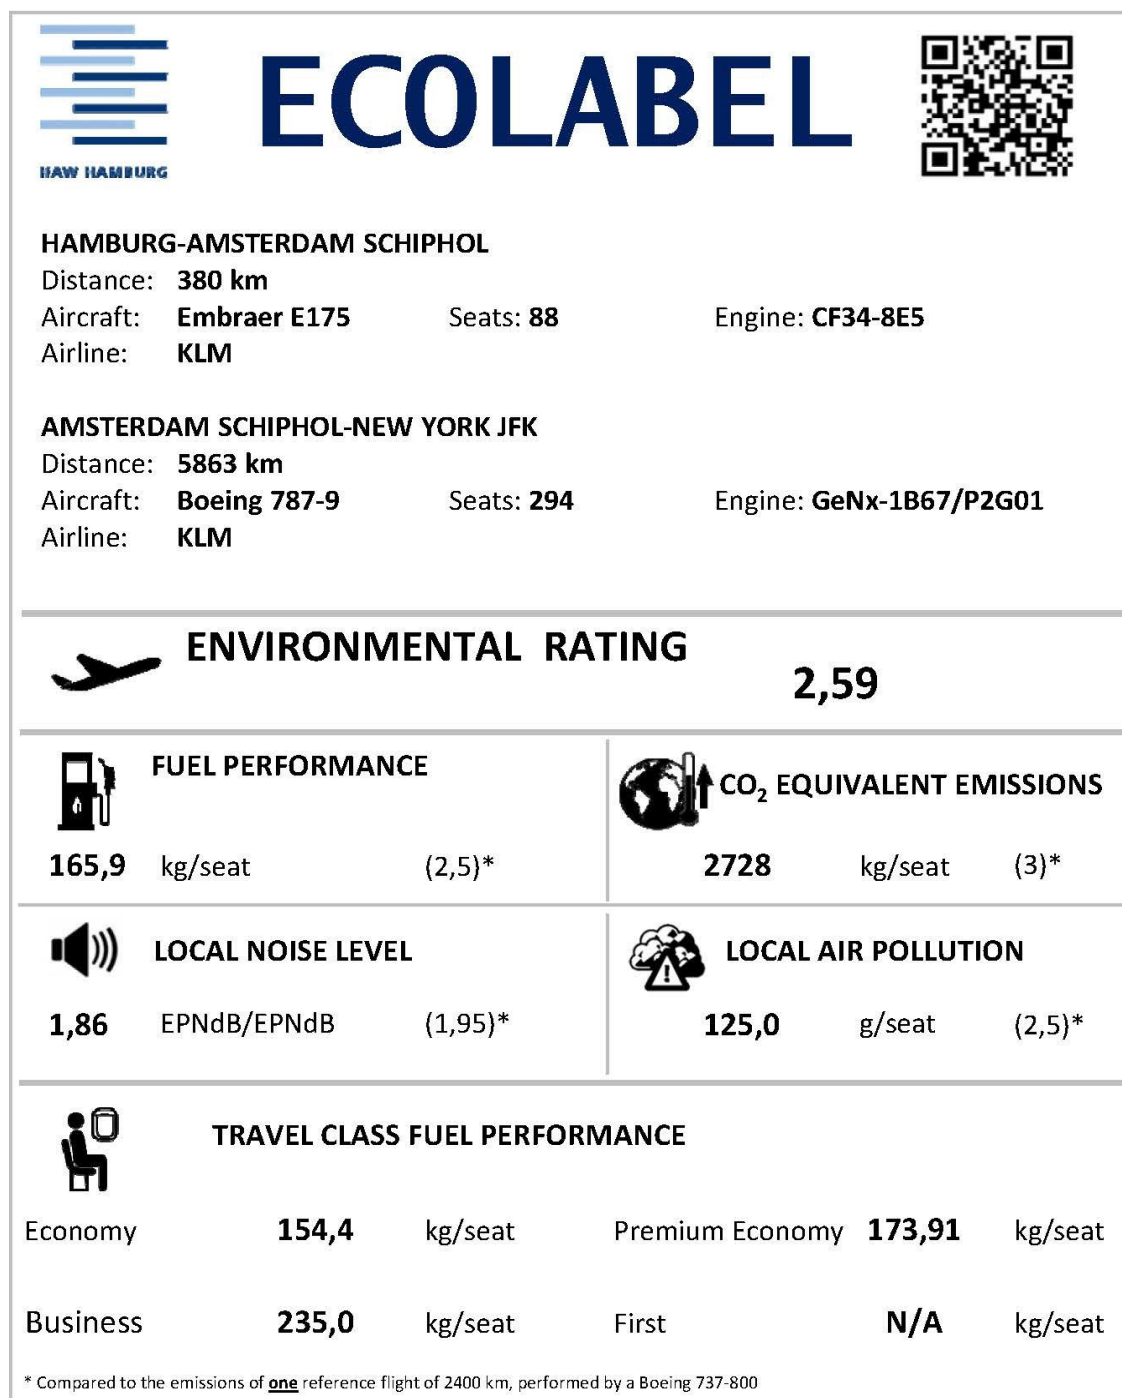 HAW HAMBURG
ECOLABEL
HAMBURG-AMSTERDAM SCHIPHOL
Distance: 380 km
Aircraft: Embraer E175 Seats: 88 Engine: CF34-8E5
Airline: KLM
AMSTERDAM SCHIPHOL-NEW YORK JFK
Distance: 5863 km
Aircraft: Boeing 787-9 Seats: 294 Engine: GeNx-1B67/P2G01
Airline: KLM
ENVIRONMENTAL RATING
2,59
FUEL PERFORMANCE
165,9 kg/seat (2,5)*
CO₂ EQUIVALENT EMISSIONS
2728 kg/seat (3)*
LOCAL NOISE LEVEL
1,86 EPNdB/EPNdB (1,95)*
LOCAL AIR POLLUTION
125,0 g/seat (2,5)*
TRAVEL CLASS FUEL PERFORMANCE
Economy 154,4 kg/seat Premium Economy 173,91 kg/seat
Business 235,0 kg/seat First N/A kg/seat
* Compared to the emissions of one reference flight of 2400 km, performed by a Boeing 737-800